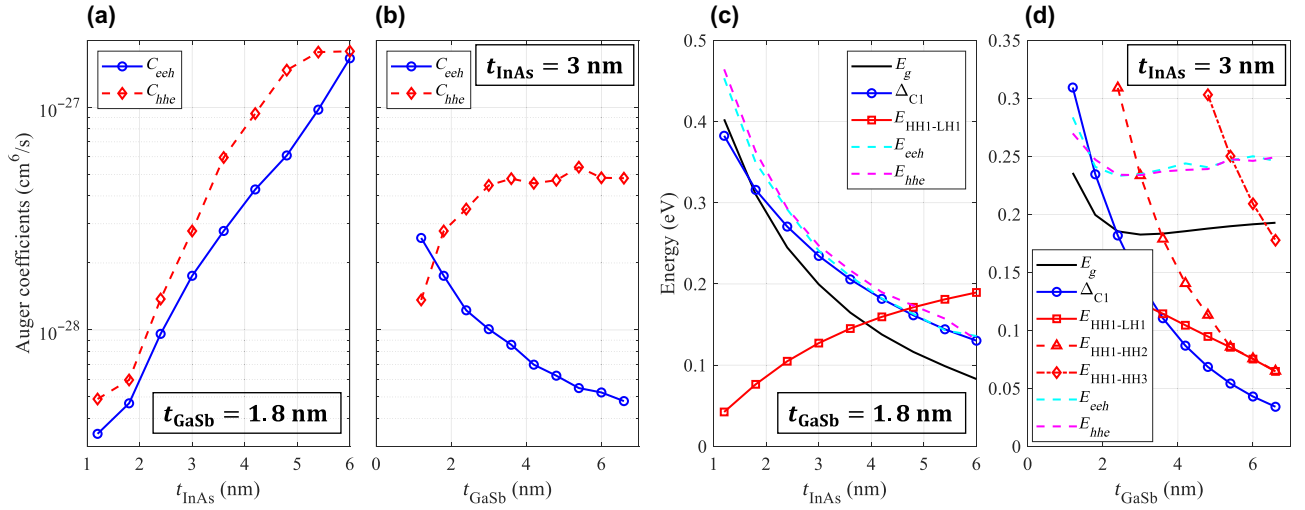 (a)
(b)
(c)
(d)
Auger coefficients (cm⁶/s)
10⁻²⁷
10⁻²⁸
C_eeh
C_hhe
t_GaSb = 1.8 nm
1 2 3 4 5 6
t_InAs (nm)
C_eeh
C_hhe
t_InAs = 3 nm
0 2 4 6
t_GaSb (nm)
Energy (eV)
0.5
0.4
0.3
0.2
0.1
0
E_g
Δ_C1
E_HH1-LH1
E_eeh
E_hhe
t_GaSb = 1.8 nm
1 2 3 4 5 6
t_InAs (nm)
0.35
0.3
0.25
0.2
0.15
0.1
0.05
0
t_InAs = 3 nm
E_g
Δ_C1
E_HH1-LH1
E_HH1-HH2
E_HH1-HH3
E_eeh
E_hhe
0 2 4 6
t_GaSb (nm)